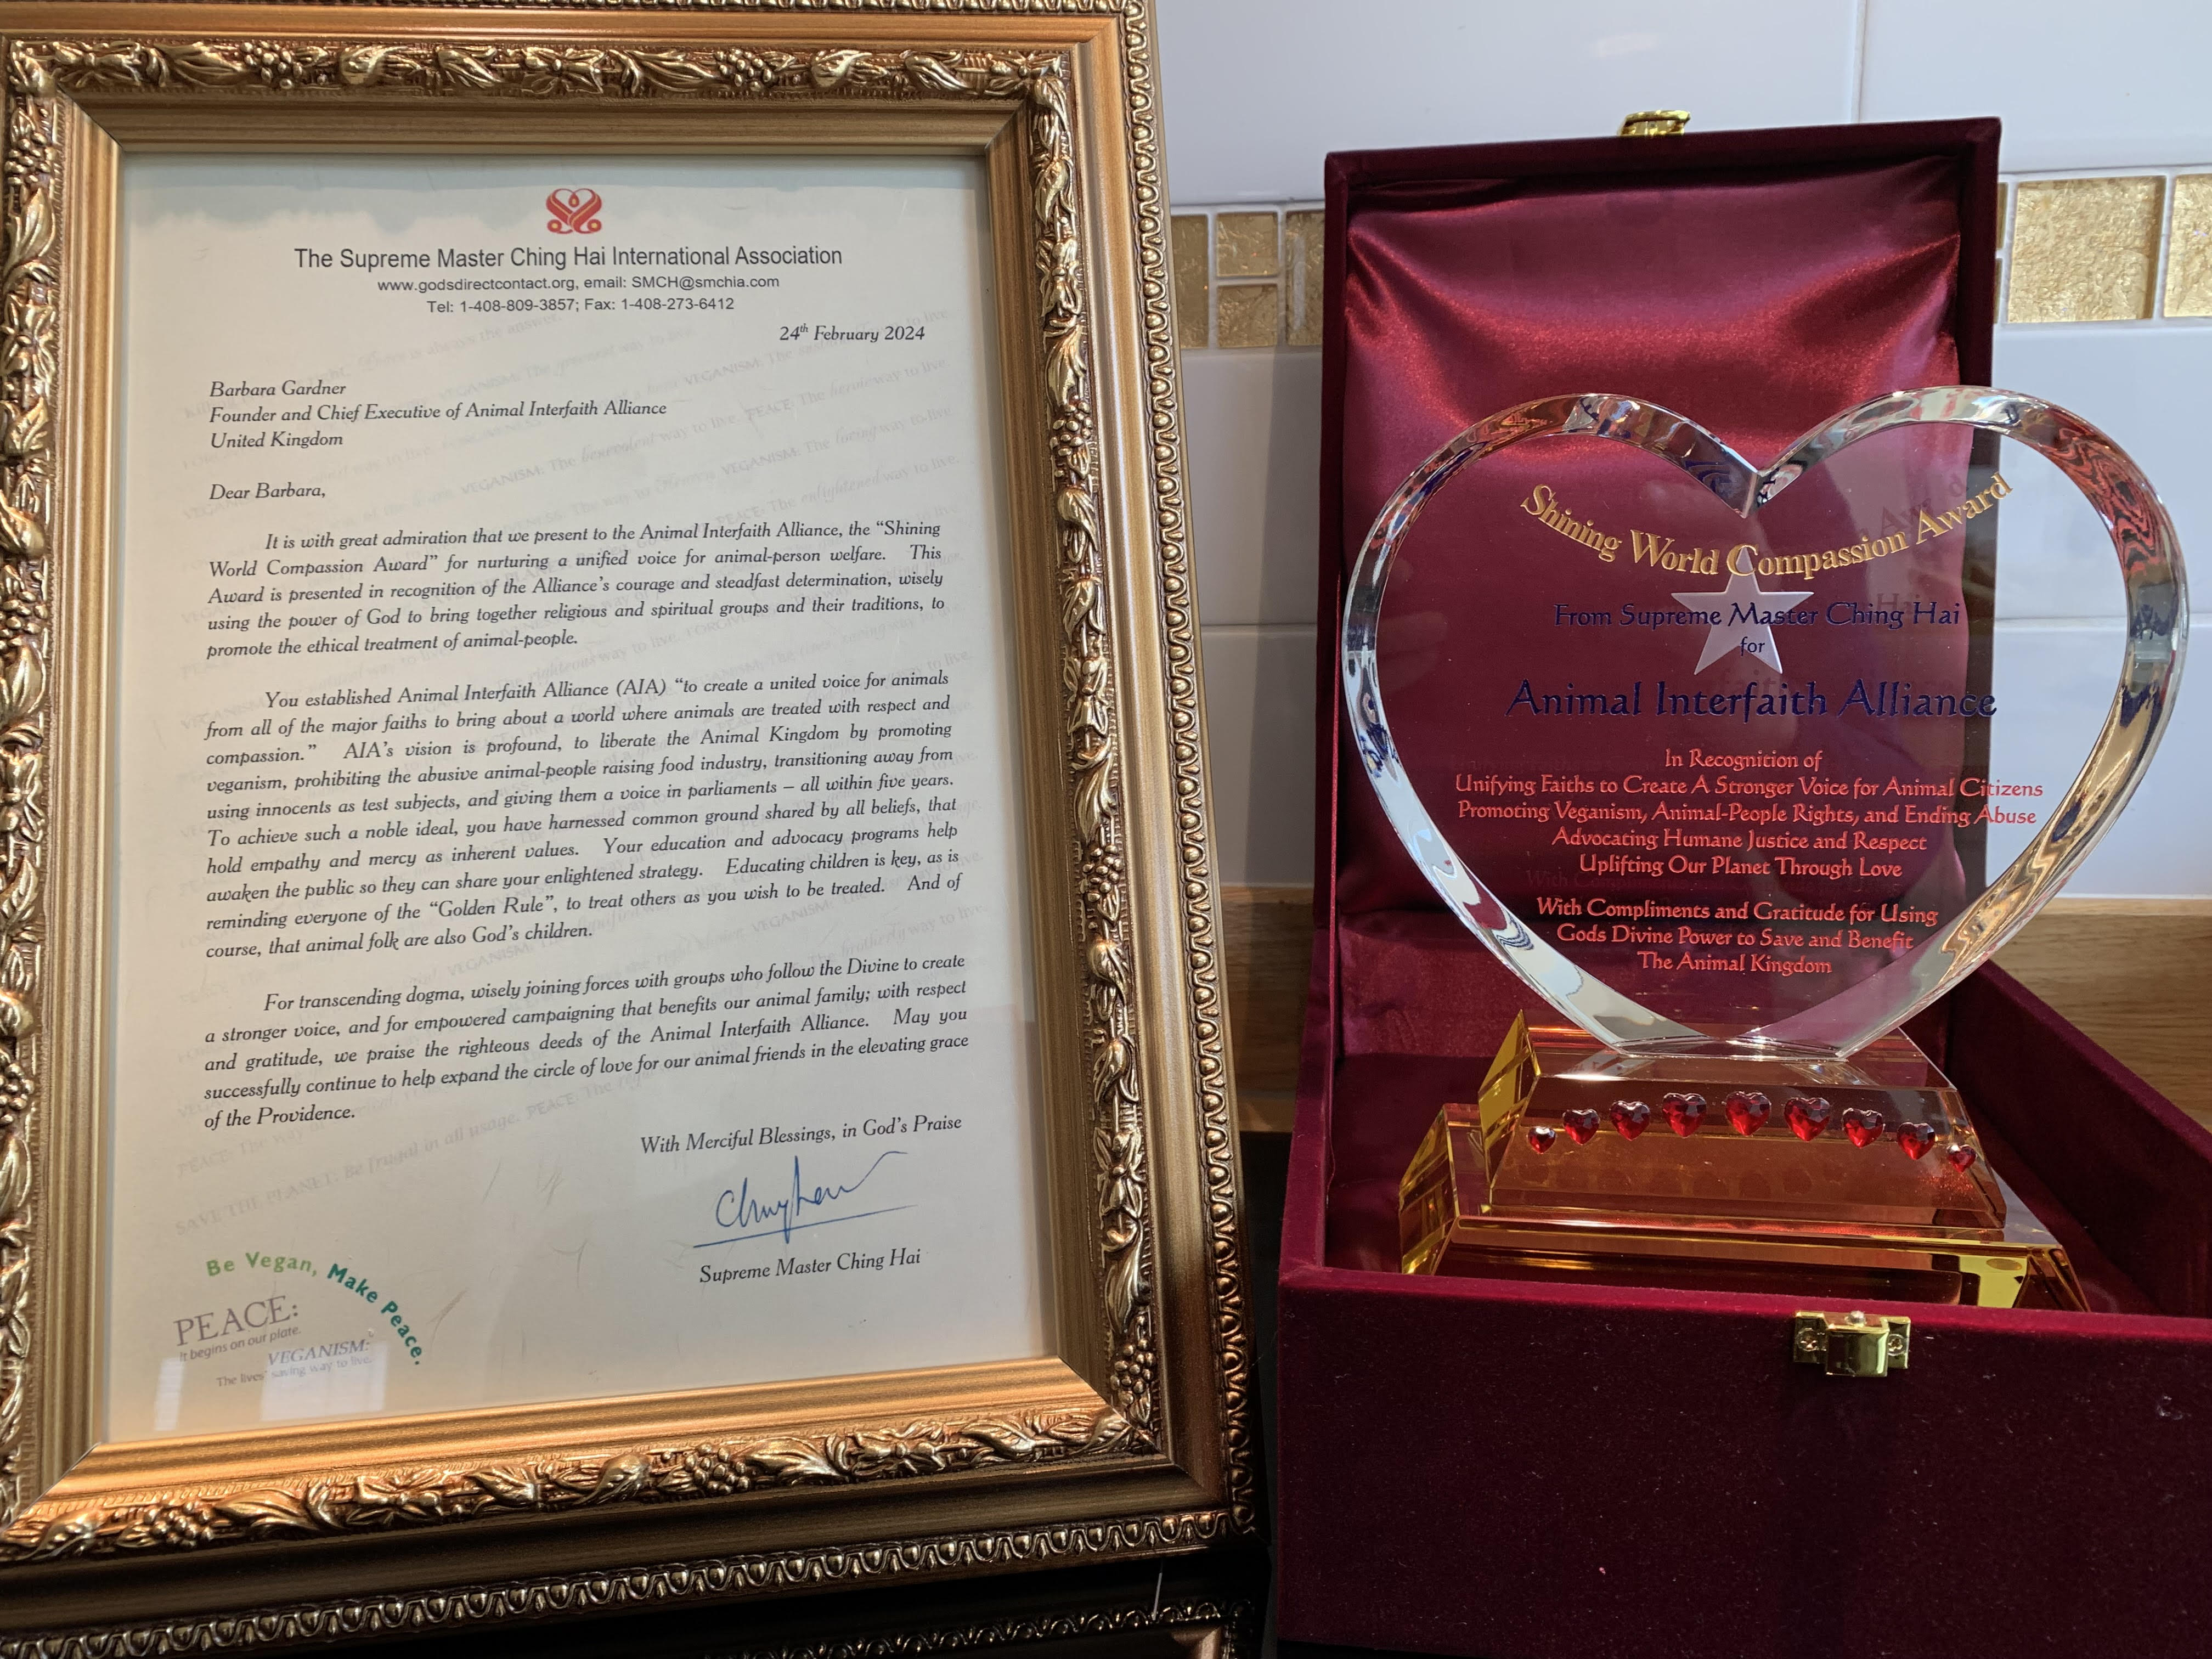 The Supreme Master Ching Hai International Association
www.godsdirectcontact.org, email: SMCH@smchia.com
Tel: 1-408-809-3857; Fax: 1-408-273-6412
24th February 2024
Barbara Gardner
Founder and Chief Executive of Animal Interfaith Alliance
United Kingdom
Dear Barbara,
It is with great admiration that we present to the Animal Interfaith Alliance, the “Shining
World Compassion Award” for nurturing a unified voice for animal-person welfare. This
Award is presented in recognition of the Alliance's courage and steadfast determination, wisely
using the power of God to bring together religious and spiritual groups and their traditions, to
promote the ethical treatment of animal-people.
You established Animal Interfaith Alliance (AIA) “to create a united voice for animals
from all of the major faiths to bring about a world where animals are treated with respect and
compassion.” AIA's vision is profound, to liberate the Animal Kingdom by promoting
veganism, prohibiting the abusive animal-people raising food industry, transitioning away from
using innocents as test subjects, and giving them a voice in parliaments – all within five years.
To achieve such a noble ideal, you have harnessed common ground shared by all beliefs, that
hold empathy and mercy as inherent values. Your education and advocacy programs help
awaken the public so they can share your enlightened strategy. Educating children is key, as is
reminding everyone of the “Golden Rule”, to treat others as you wish to be treated. And of
course, that animal folk are also God's children.
For transcending dogma, wisely joining forces with groups who follow the Divine to create
a stronger voice, and for empowered campaigning that benefits our animal family; with respect
and gratitude, we praise the righteous deeds of the Animal Interfaith Alliance. May you
successfully continue to help expand the circle of love for our animal friends in the elevating grace
of the Providence.
With Merciful Blessings, in God's Praise
Supreme Master Ching Hai
SAVE THE PLANET: Be frugal in all usage. PEACE: The
Be Vegan, Make Peace.
PEACE:
It begins on our plate.
VEGANISM:
The lives' saving way to live.
Shining World Compassion Award
From Supreme Master Ching Hai
for
Animal Interfaith Alliance
In Recognition of
Unifying Faiths to Create A Stronger Voice for Animal Citizens
Promoting Veganism, Animal-People Rights, and Ending Abuse
Advocating Humane Justice and Respect
Uplifting Our Planet Through Love
With Compliments and Gratitude for Using
Gods Divine Power to Save and Benefit
The Animal Kingdom